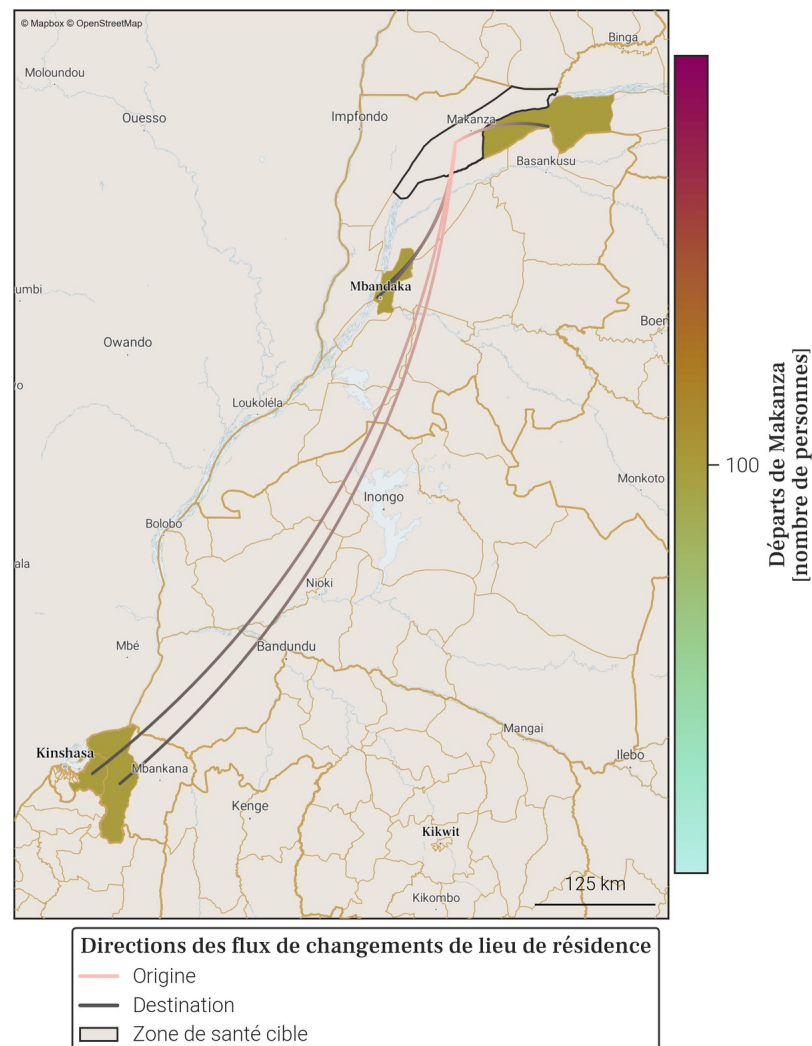 © Mapbox © OpenStreetMap
Binga
Moloundou
Ouesso
Impfondo
Makanza
Basankusu
Mbandaka
umbi
Boen
Owando
yo
Loukoléla
Monkoto
Inongo
Bolobo
ala
Nioki
Mbé
Bandundu
Mangai
Kinshasa
Ilebo
Mbankana
Kenge
Kikwit
125 km
Kikombo
100
Départs de Makanza
[nombre de personnes]
Directions des flux de changements de lieu de résidence
Origine
Destination
Zone de santé cible